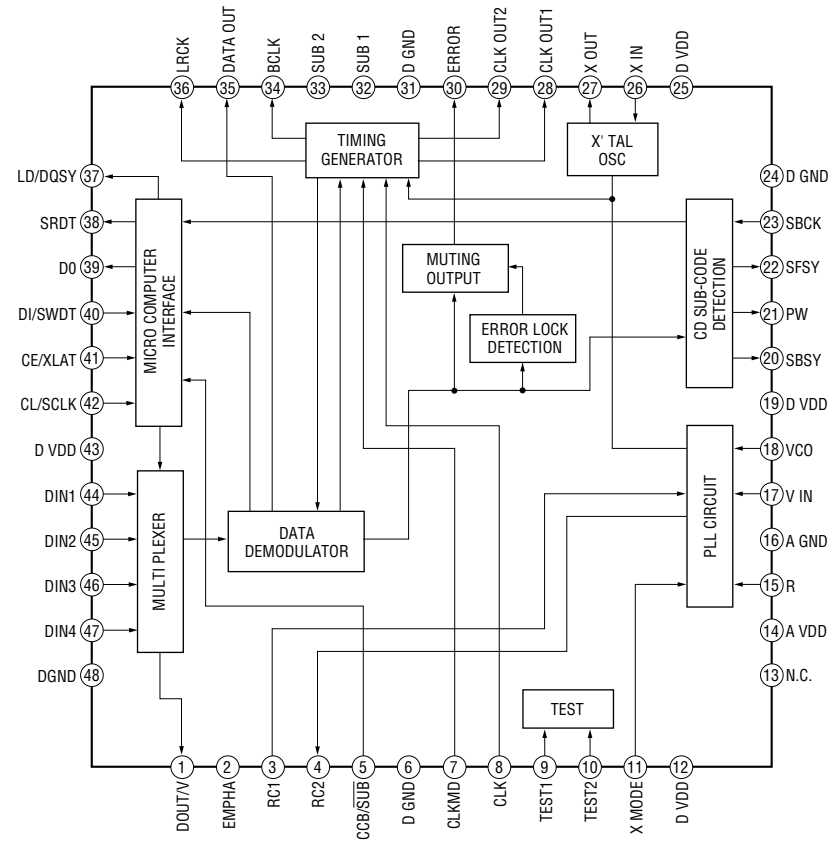 LRCK
DATA OUT
BCLK
SUB 2
SUB 1
D GND
ERROR
CLK OUT2
CLK OUT1
X OUT
X IN
D VDD
36
35
34
33
32
31
30
29
28
27
26
25
TIMING
GENERATOR
X' TAL
OSC
LD/DQSY 37
SRDT 38
D0 39
DI/SWDT 40
CE/XLAT 41
CL/SCLK 42
D VDD 43
DIN1 44
DIN2 45
DIN3 46
DIN4 47
DGND 48
MICRO COMPUTER
INTERFACE
MULTI PLEXER
DATA
DEMODULATOR
MUTING
OUTPUT
ERROR LOCK
DETECTION
CD SUB-CODE
DETECTION
PLL CIRCUIT
TEST
24 D GND
23 SBCK
22 SFSY
21 PW
20 SBSY
19 D VDD
18 VCO
17 V IN
16 A GND
15 R
14 A VDD
13 N.C.
1
2
3
4
5
6
7
8
9
10
11
12
DOUT/V
EMPHA
RC1
RC2
CCB/SUB
D GND
CLKMD
CLK
TEST1
TEST2
X MODE
D VDD